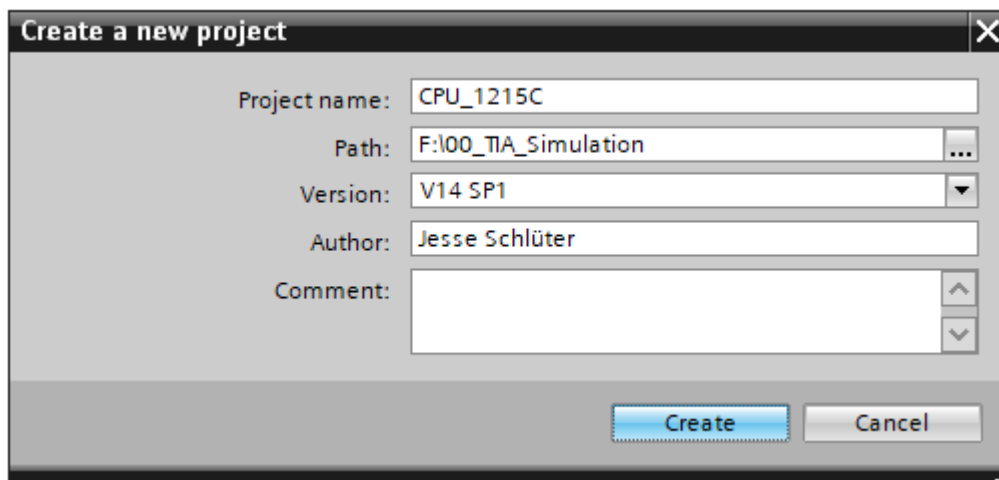 Create a new project
Project name: CPU_1215C
Path: F:\00_TIA_Simulation ...
Version: V14 SP1
Author: Jesse Schlüter
Comment:
Create Cancel